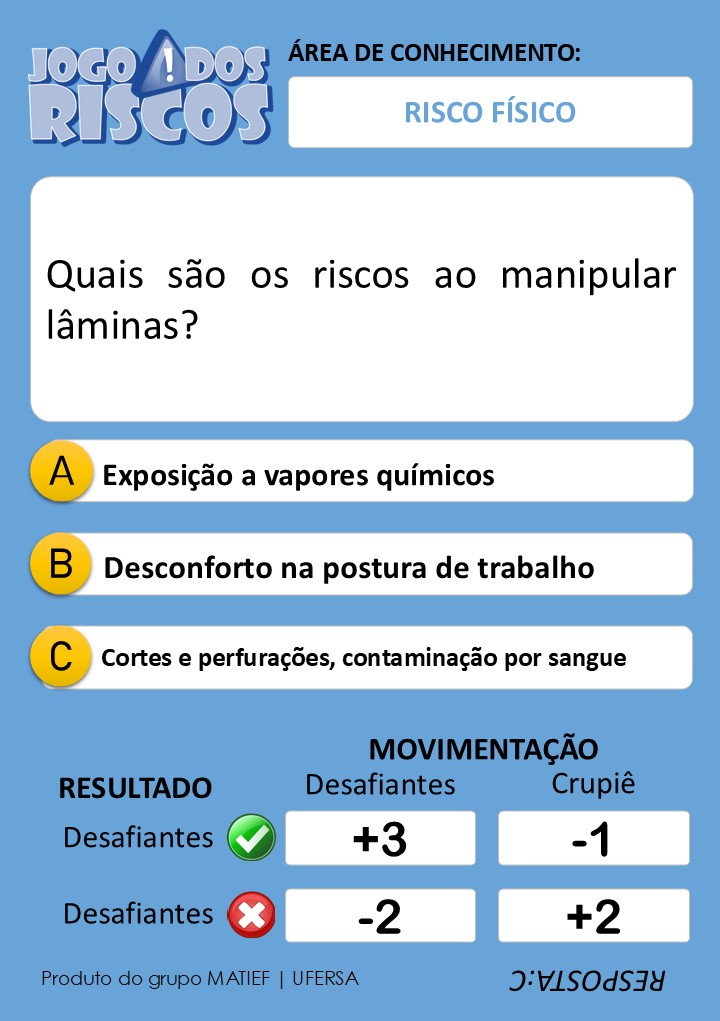 JOGO DOS
RISCOS
ÁREA DE CONHECIMENTO:
RISCO FÍSICO
Quais são os riscos ao manipular
lâminas?
A Exposição a vapores químicos
B Desconforto na postura de trabalho
C Cortes e perfurações, contaminação por sangue
MOVIMENTAÇÃO
RESULTADO Desafiantes Crupiê
Desafiantes +3 -1
Desafiantes -2 +2
Produto do grupo MATIEF | UFERSA
RESPOSTA:C